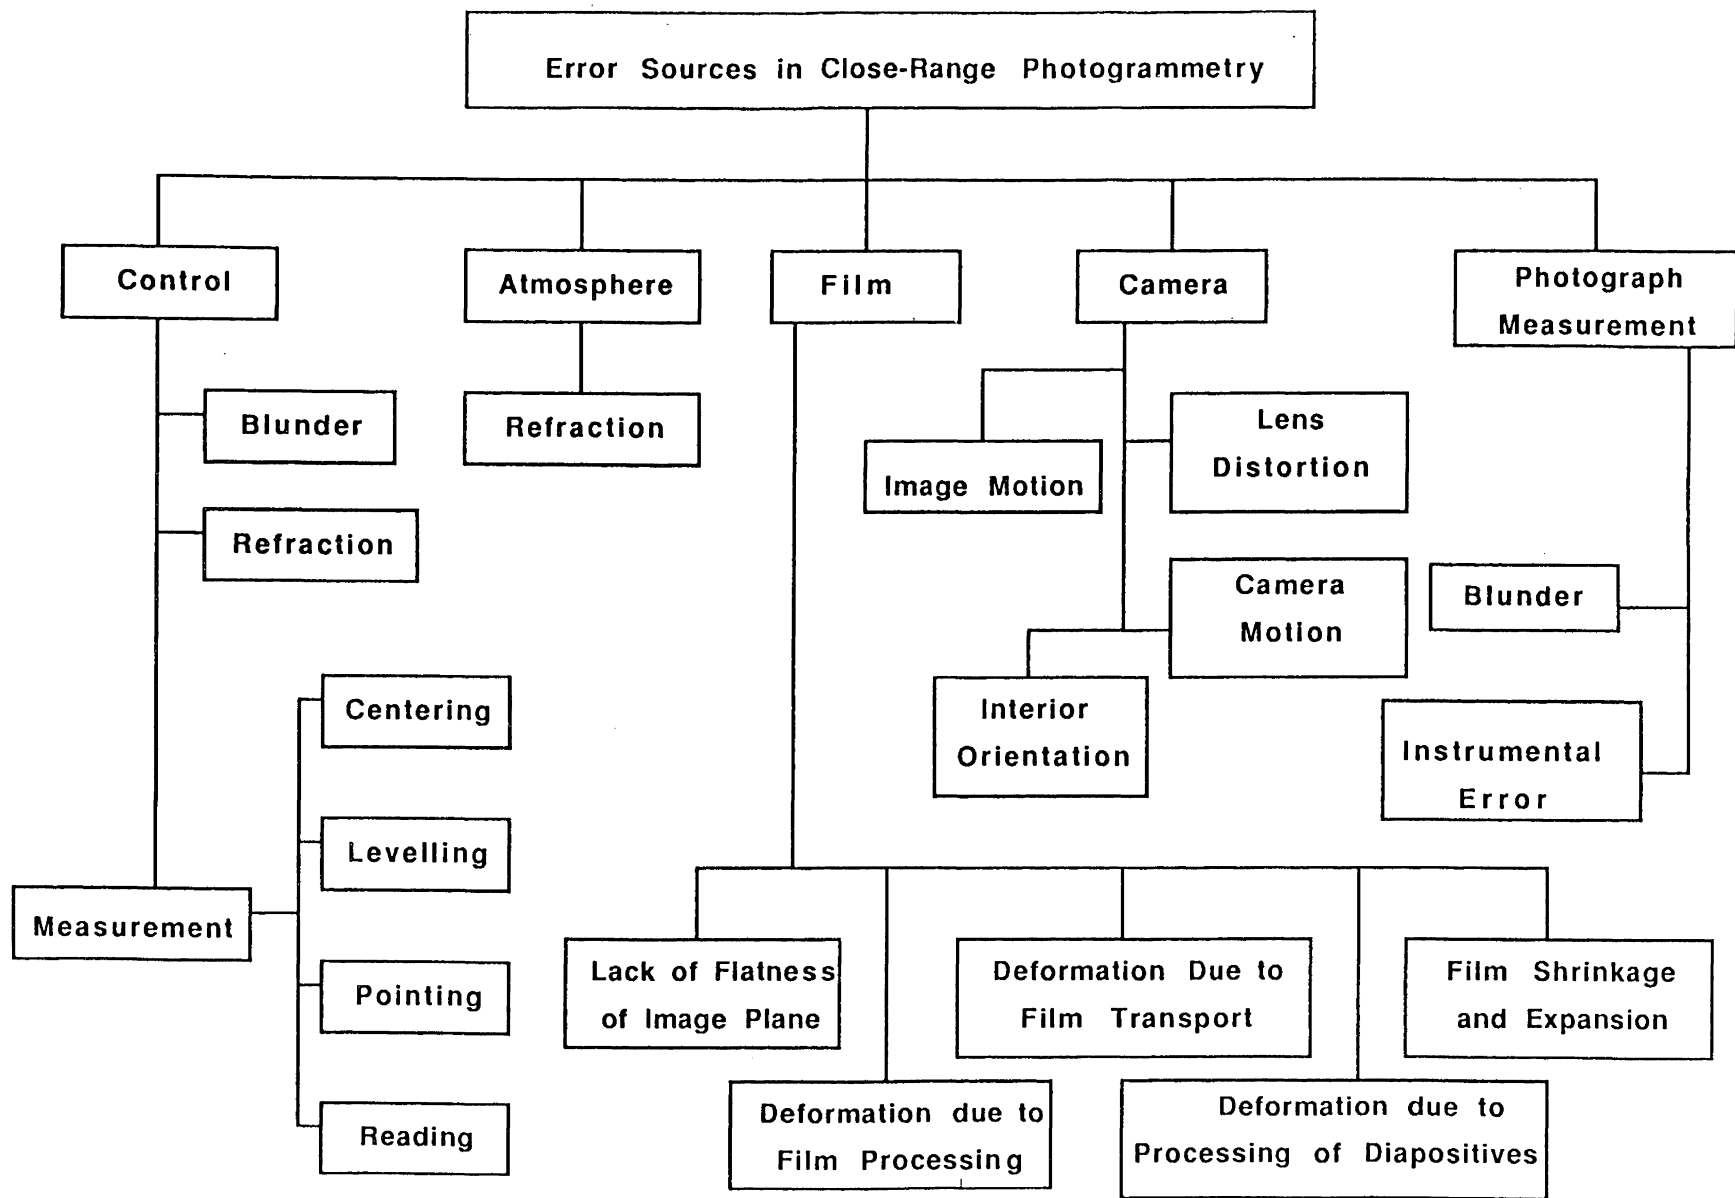 Error Sources in Close-Range Photogrammetry
Control
Atmosphere
Film
Camera
Photograph
Measurement
Blunder
Refraction
Refraction
Image Motion
Lens
Distortion
Camera
Motion
Interior
Orientation
Blunder
Instrumental
Error
Measurement
Centering
Levelling
Pointing
Reading
Lack of Flatness
of Image Plane
Deformation due to
Film Processing
Deformation Due to
Film Transport
Deformation due to
Processing of Diapositives
Film Shrinkage
and Expansion